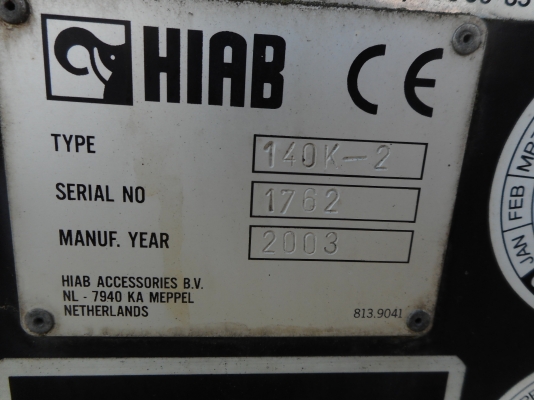 HIAB CE
TYPE 140K-2
SERIAL NO 1762
MANUF. YEAR 2003
HIAB ACCESSORIES B.V.
NL - 7940 KA MEPPEL
NETHERLANDS 813.9041
JAN FEB